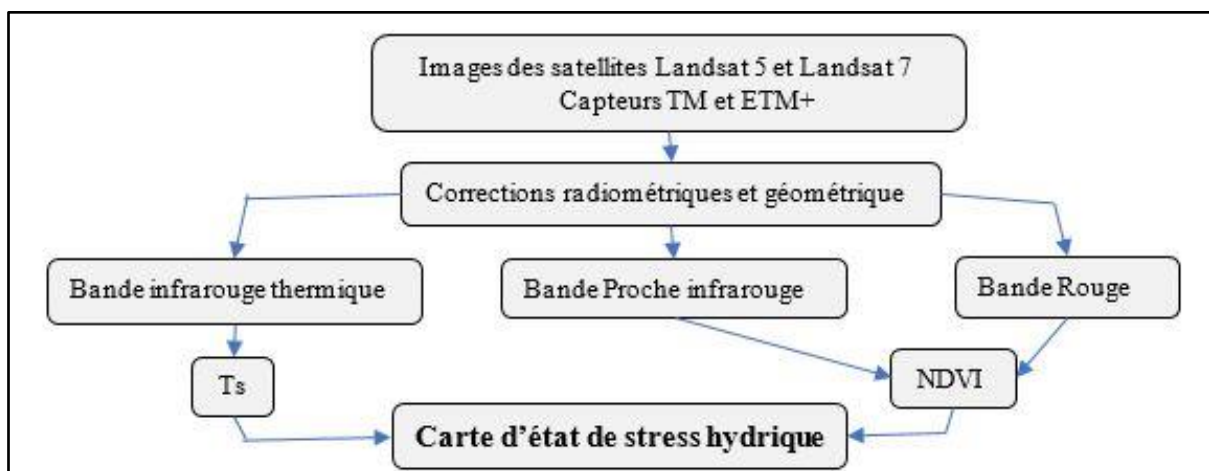 Images des satellites Landsat 5 et Landsat 7
Capteurs TM et ETM+
Corrections radiométriques et géométrique
Bande infrarouge thermique
Bande Proche infrarouge
Bande Rouge
Ts
NDVI
Carte d'état de stress hydrique